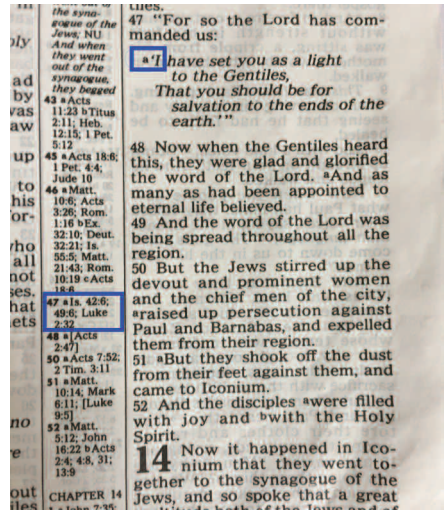 the syna-
gogue of the
Jews; NU
And when
they went
out of the
synagogue,
they begged
43 a Acts
11:23 b Titus
2:11; Heb.
12:15; 1 Pet.
5:12
45 a Acts 18:6;
1 Pet. 4:4;
Jude 10
46 a Matt.
10:6; Acts
3:26; Rom.
1:16 b Ex.
32:10; Deut.
32:21; Is.
55:5; Matt.
21:43; Rom.
10:19 c Acts
18:6
47 a Is. 42:6;
49:6; Luke
2:32
48 a [Acts
2:47]
50 a Acts 7:52;
2 Tim. 3:11
51 a Matt.
10:14; Mark
6:11; [Luke
9:5]
52 a Matt.
5:12; John
16:22 b Acts
2:4; 4:8, 31;
13:9
CHAPTER 14
tiles.
47 "For so the Lord has com-
manded us:
a 'I have set you as a light
to the Gentiles,
That you should be for
salvation to the ends of the
earth.' "
48 Now when the Gentiles heard
this, they were glad and glorified
the word of the Lord. a And as
many as had been appointed to
eternal life believed.
49 And the word of the Lord was
being spread throughout all the
region.
50 But the Jews stirred up the
devout and prominent women
and the chief men of the city,
a raised up persecution against
Paul and Barnabas, and expelled
them from their region.
51 a But they shook off the dust
from their feet against them, and
came to Iconium.
52 And the disciples a were filled
with joy and b with the Holy
Spirit.
14 Now it happened in Ico-
nium that they went to-
gether to the synagogue of the
Jews, and so spoke that a great